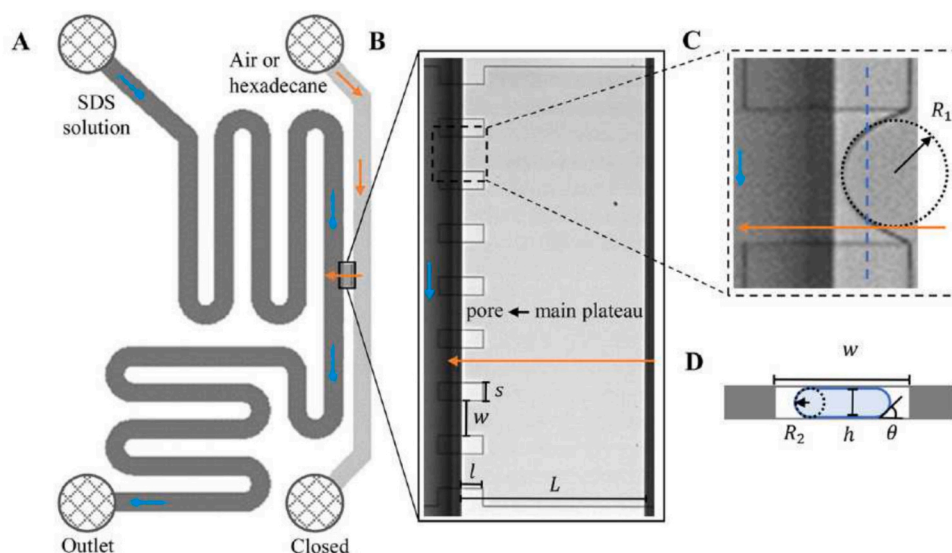 A
SDS
solution
Air or
hexadecane
Outlet
Closed
B
pore
main plateau
s
w
l
L
C
R1
D
w
R2
h
θ